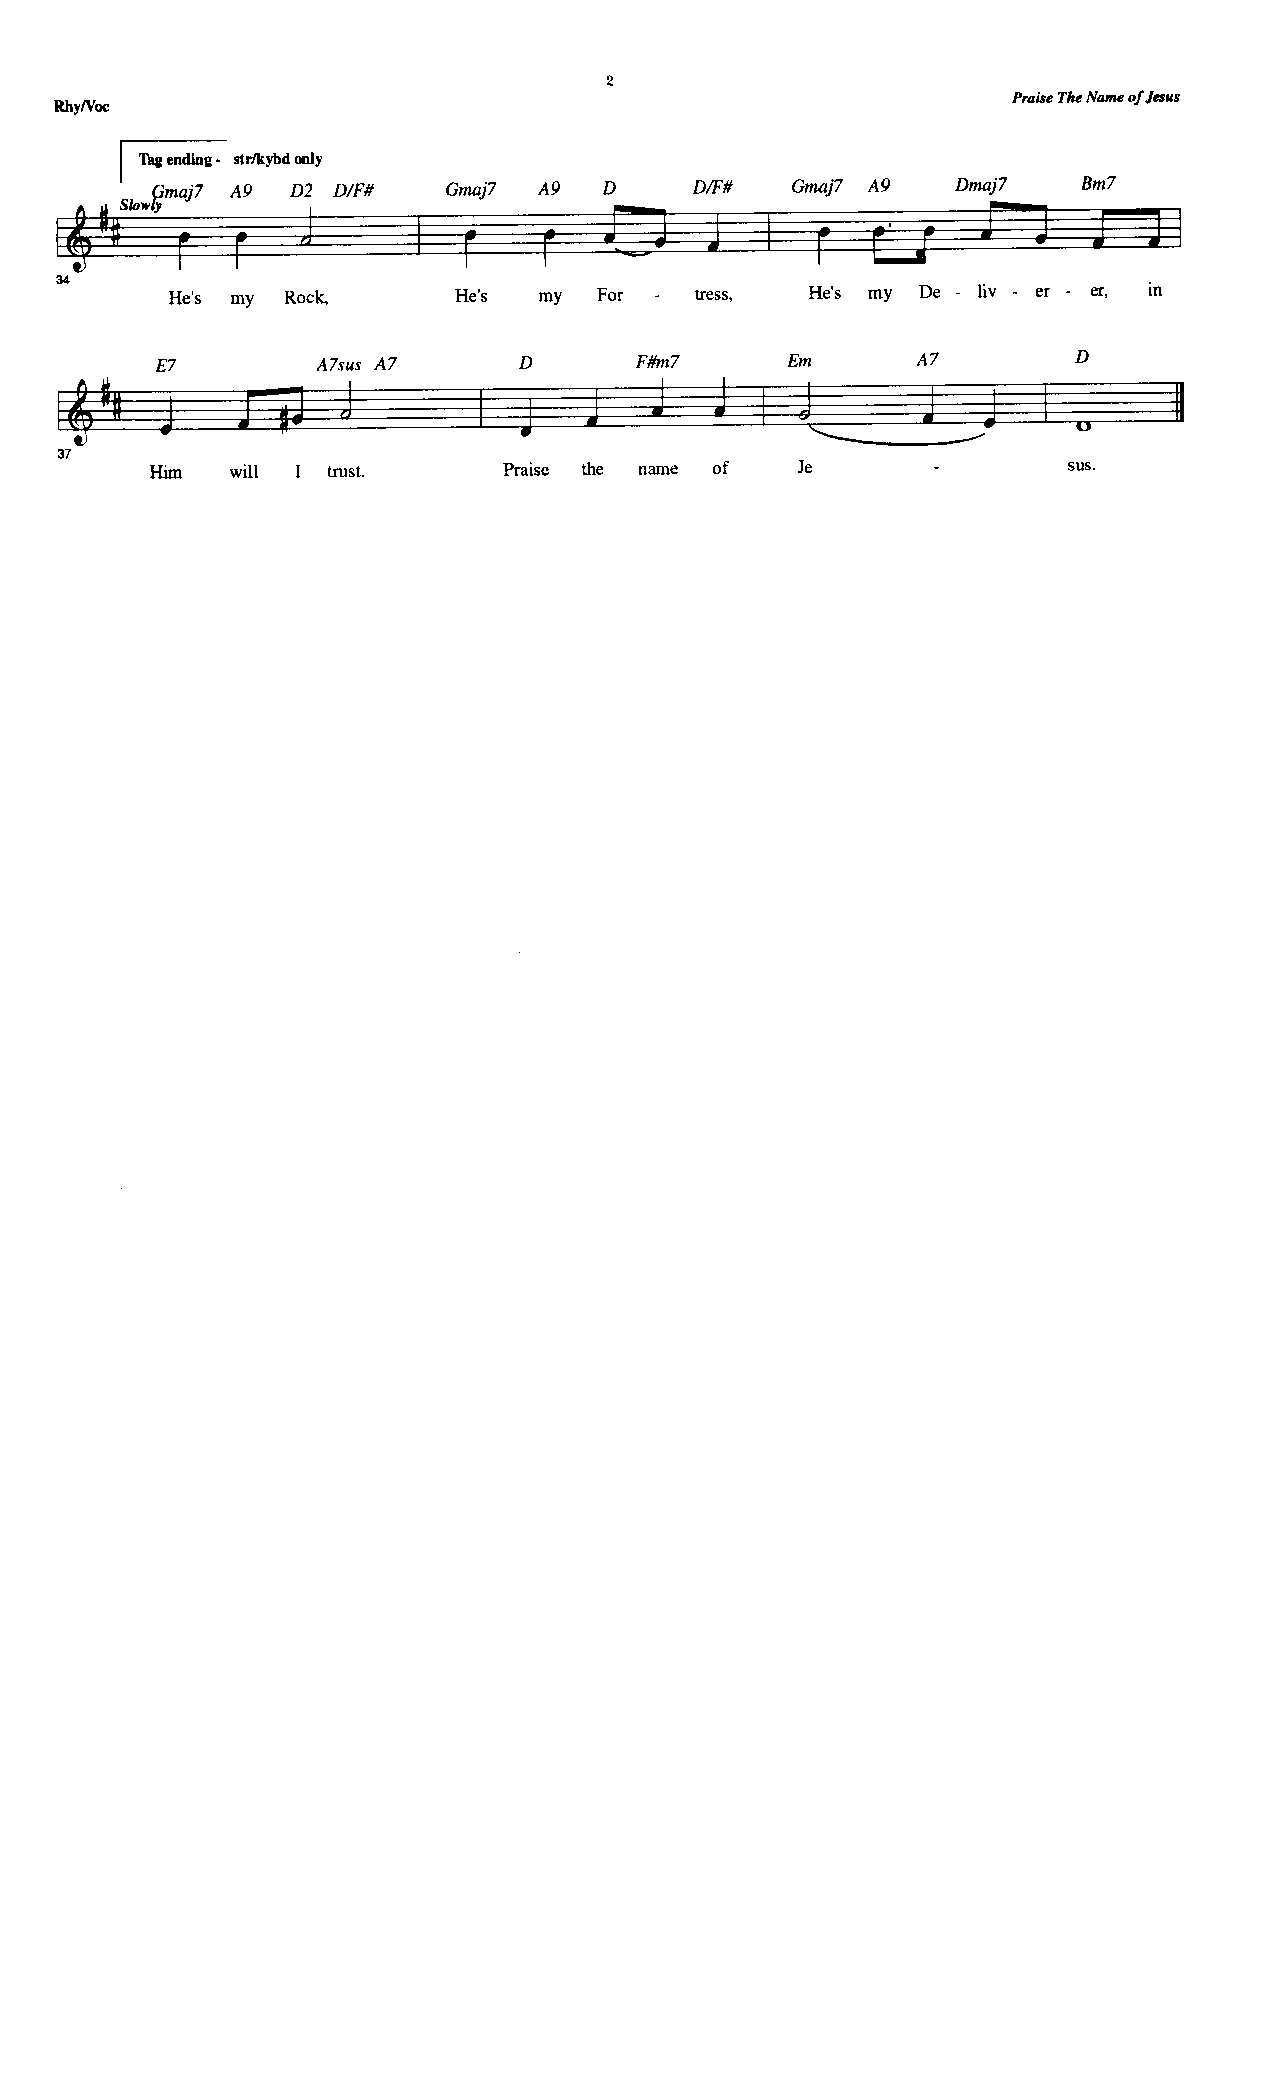 2
Rhy/Voc
Praise The Name of Jesus
Tag ending - str/kybd only
Gmaj7 A9 D2 D/F# Gmaj7 A9 D D/F# Gmaj7 A9 Dmaj7 Bm7
Slowly
34
He's my Rock, He's my For - tress, He's my De - liv - er - er, in
E7 A7sus A7 D F#m7 Em A7 D
37
Him will I trust. Praise the name of Je - sus.